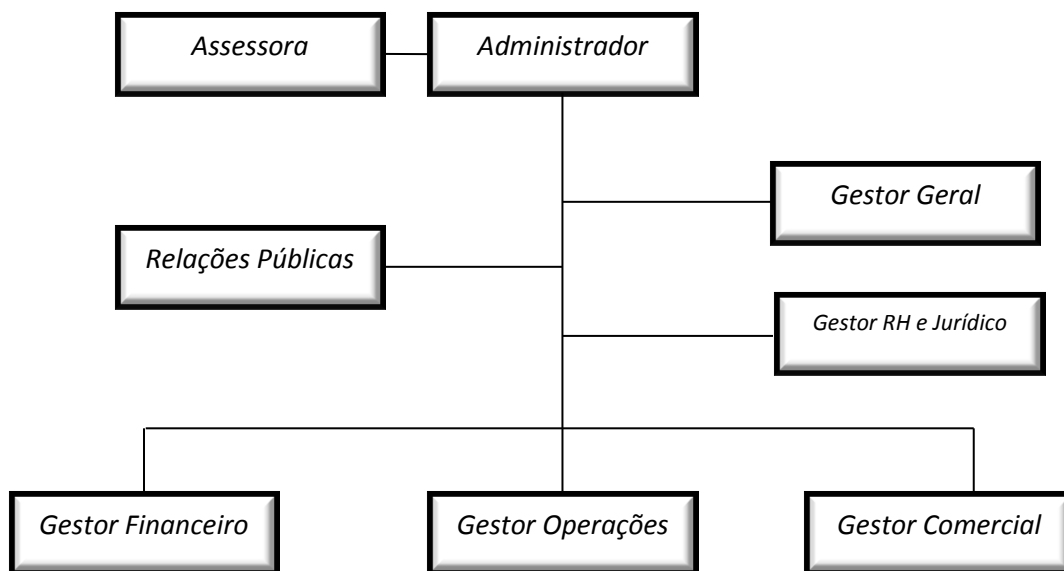 Assessora
Administrador
Gestor Geral
Relações Públicas
Gestor RH e Jurídico
Gestor Financeiro
Gestor Operações
Gestor Comercial